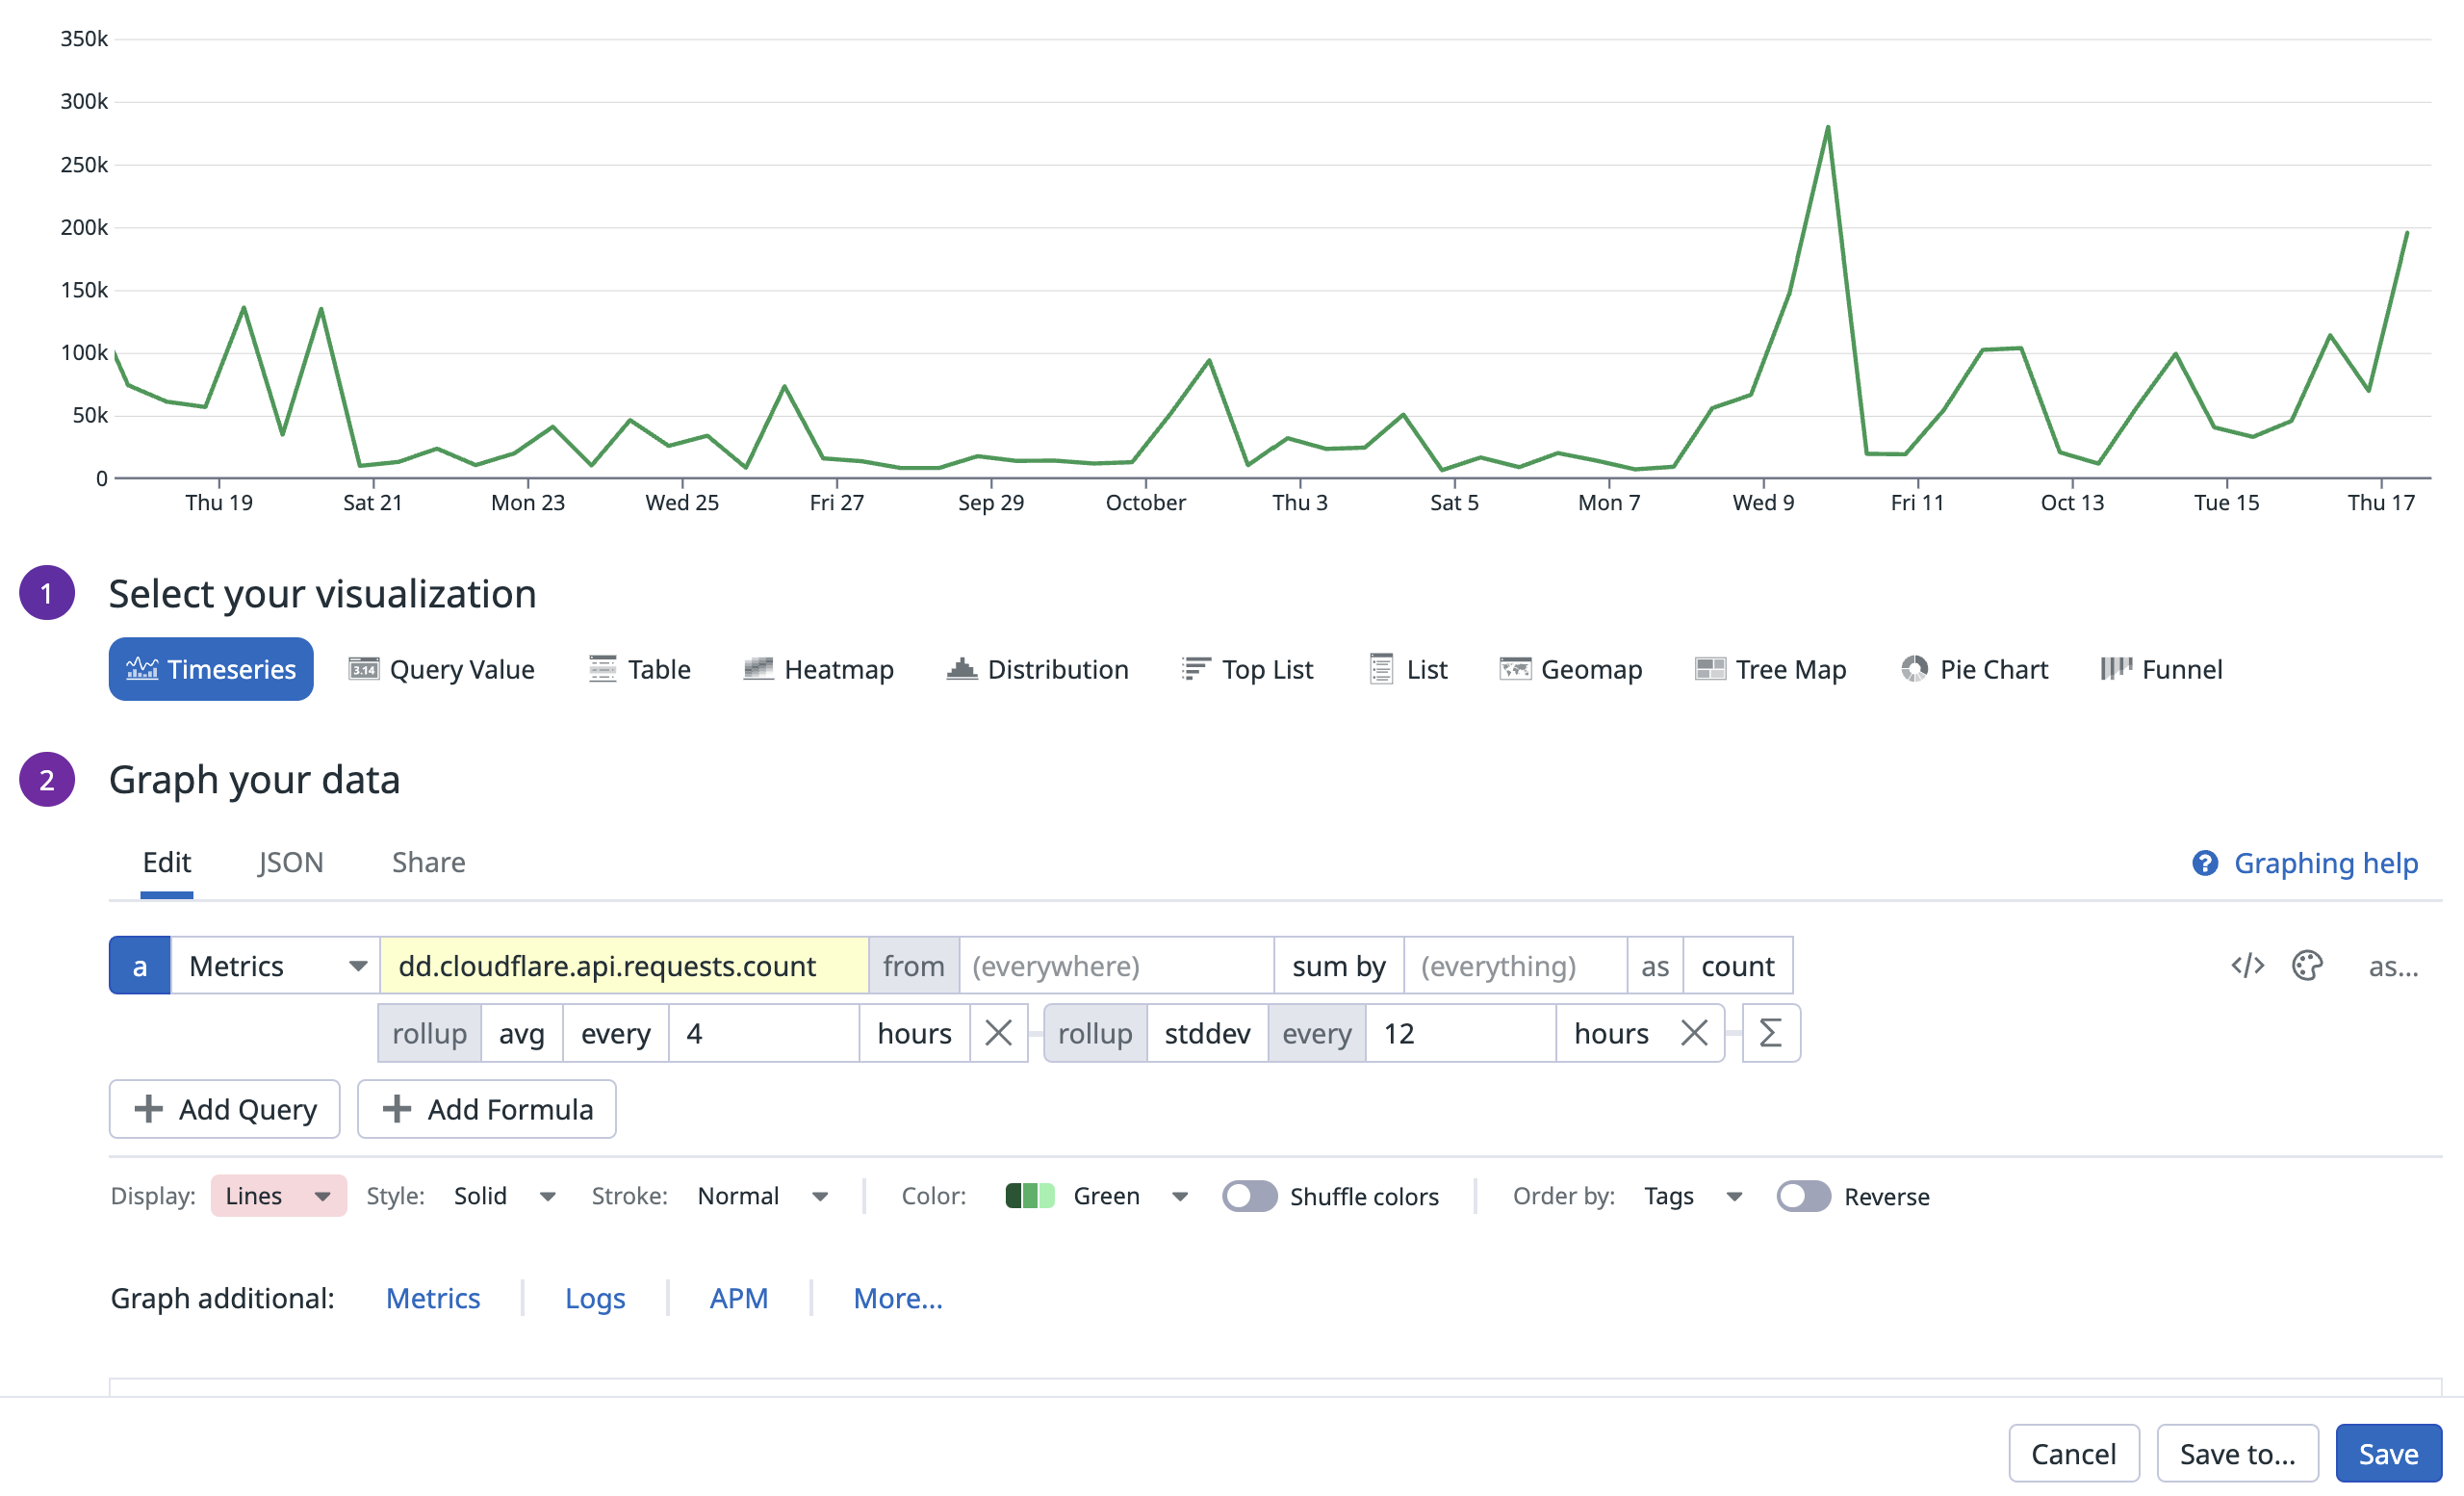 350k
300k
250k
200k
150k
100k
50k
0
Thu 19 Sat 21 Mon 23 Wed 25 Fri 27 Sep 29 October Thu 3 Sat 5 Mon 7 Wed 9 Fri 11 Oct 13 Tue 15 Thu 17
1 Select your visualization
Timeseries 3.14 Query Value Table Heatmap Distribution Top List List Geomap Tree Map Pie Chart Funnel
2 Graph your data
Edit JSON Share ? Graphing help
a Metrics dd.cloudflare.api.requests.count from (everywhere) sum by (everything) as count </> as...
rollup avg every 4 hours rollup stddev every 12 hours Σ
+ Add Query + Add Formula
Display: Lines Style: Solid Stroke: Normal Color: Green Shuffle colors Order by: Tags Reverse
Graph additional: Metrics Logs APM More...
Cancel Save to... Save